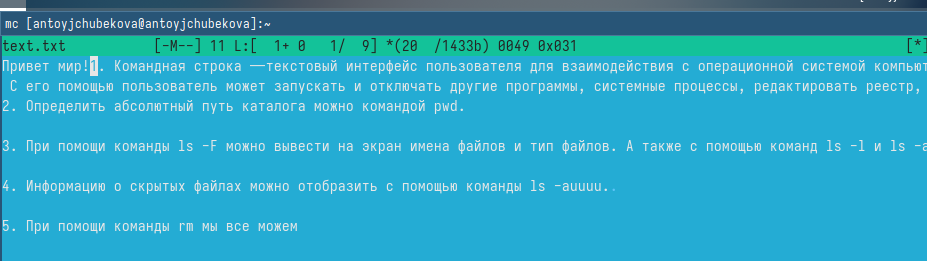 mc [antoyjchubekova@antoyjchubekova]:~
text.txt [-M--] 11 L:[ 1+ 0 1/ 9] *(20 /1433b) 0049 0x031 [*]
Привет мир!1. Командная строка —–текстовый интерфейс пользователя для взаимодействия с операционной системой компьют
С его помощью пользователь может запускать и отключать другие программы, системные процессы, редактировать реестр,
2. Определить абсолютный путь каталога можно командой pwd.
3. При помощи команды ls -F можно вывести на экран имена файлов и тип файлов. А также с помощью команд ls -l и ls -a
4. Информацию о скрытых файлах можно отобразить с помощью команды ls -auuuu..
5. При помощи команды rm мы все можем